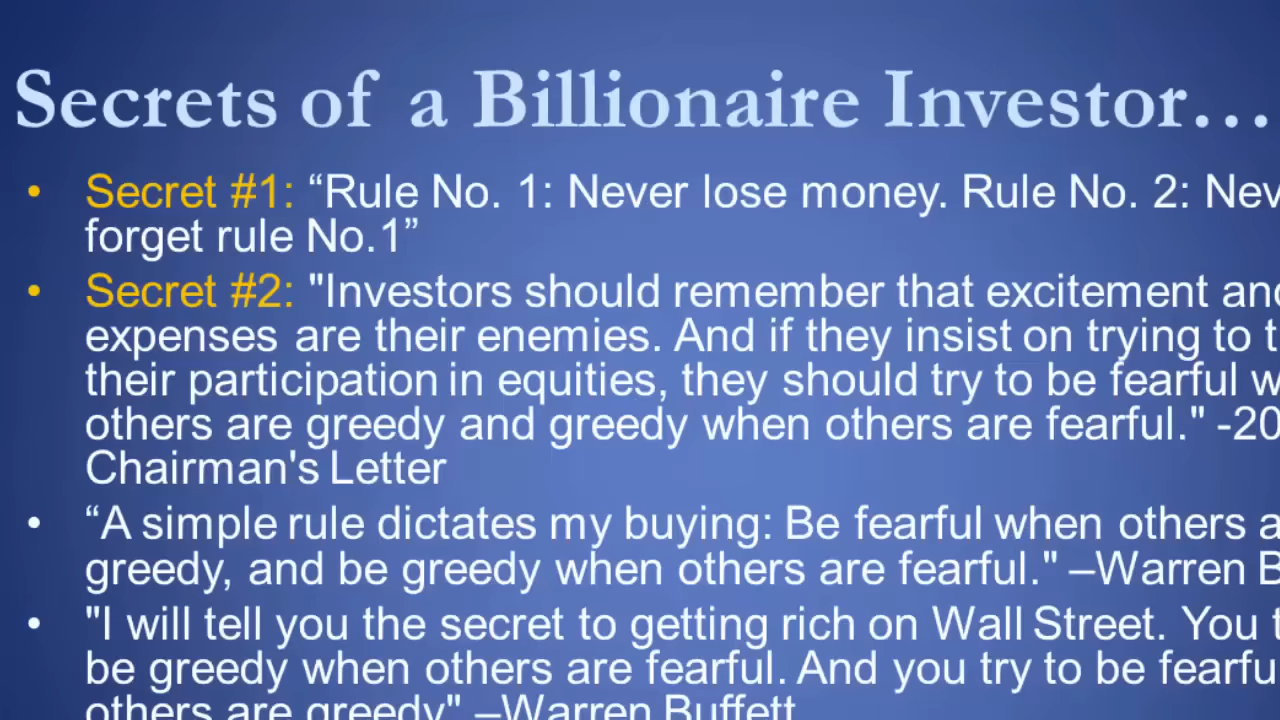 Secrets of a Billionaire Investor…
• Secret #1: “Rule No. 1: Never lose money. Rule No. 2: Nev
forget rule No.1”
• Secret #2: "Investors should remember that excitement and
expenses are their enemies. And if they insist on trying to t
their participation in equities, they should try to be fearful w
others are greedy and greedy when others are fearful." -20
Chairman's Letter
• “A simple rule dictates my buying: Be fearful when others a
greedy, and be greedy when others are fearful." –Warren B
• "I will tell you the secret to getting rich on Wall Street. You t
be greedy when others are fearful. And you try to be fearfu
others are greedy" –Warren Buffett